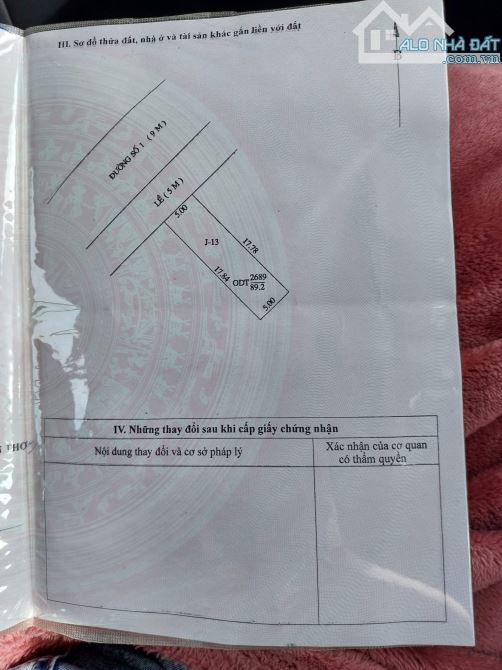 III. Sơ đồ thửa đất, nhà ở và tài sản khác gắn liền với đất
ALO NHÀ ĐẤT
.com.vn
B
ĐƯỜNG SỐ 1 ( 9 M )
LỀ ( 5 M )
5.00
J-13
17.78
17.84
ODT 2689
89.2
5.00
IV. Những thay đổi sau khi cấp giấy chứng nhận
Nội dung thay đổi và cơ sở pháp lý
Xác nhận của cơ quan
có thẩm quyền
THƠ